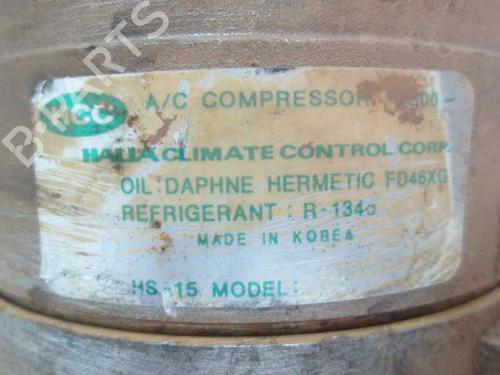 B-PARTS
HCC A/C COMPRESSOR
HALLA CLIMATE CONTROL CORP.
OIL: DAPHNE HERMETIC FD46XG
REFRIGERANT : R-134a
MADE IN KOREA
HS-15 MODEL: